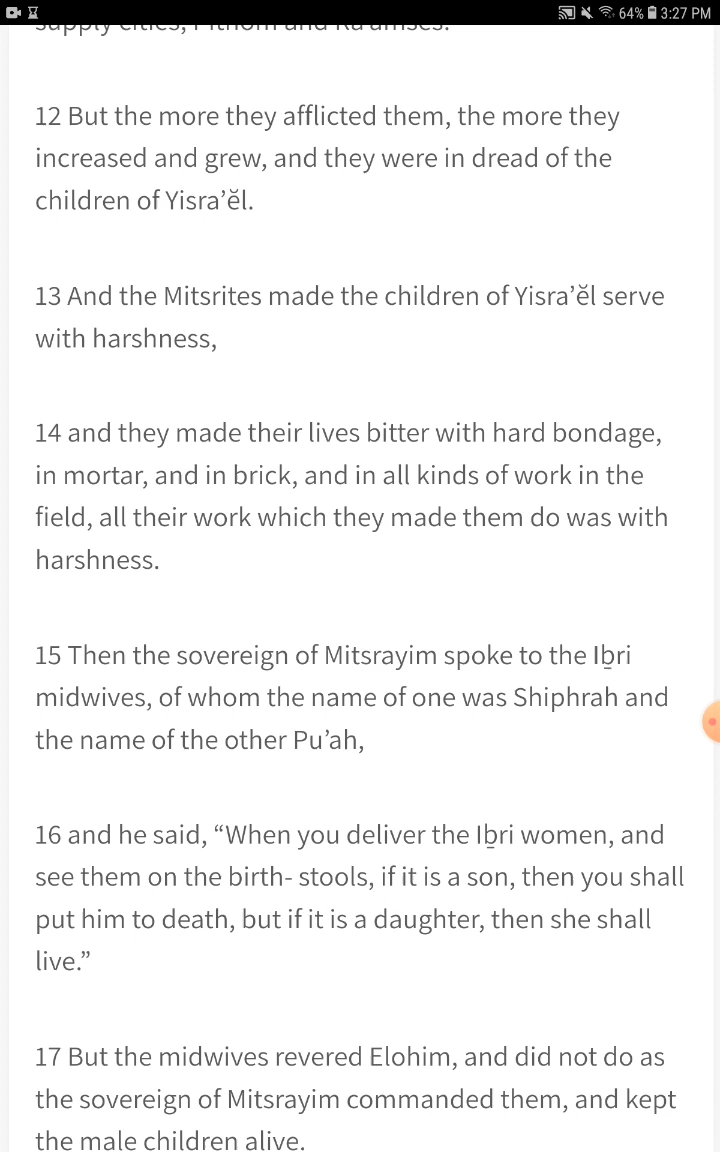 64% 3:27 PM
supply cities, Pithom and Ra‛amses.
12 But the more they afflicted them, the more they
increased and grew, and they were in dread of the
children of Yisra’ĕl.
13 And the Mitsrites made the children of Yisra’ĕl serve
with harshness,
14 and they made their lives bitter with hard bondage,
in mortar, and in brick, and in all kinds of work in the
field, all their work which they made them do was with
harshness.
15 Then the sovereign of Mitsrayim spoke to the Iḇri
midwives, of whom the name of one was Shiphrah and
the name of the other Pu’ah,
16 and he said, “When you deliver the Iḇri women, and
see them on the birth- stools, if it is a son, then you shall
put him to death, but if it is a daughter, then she shall
live.”
17 But the midwives revered Elohim, and did not do as
the sovereign of Mitsrayim commanded them, and kept
the male children alive.